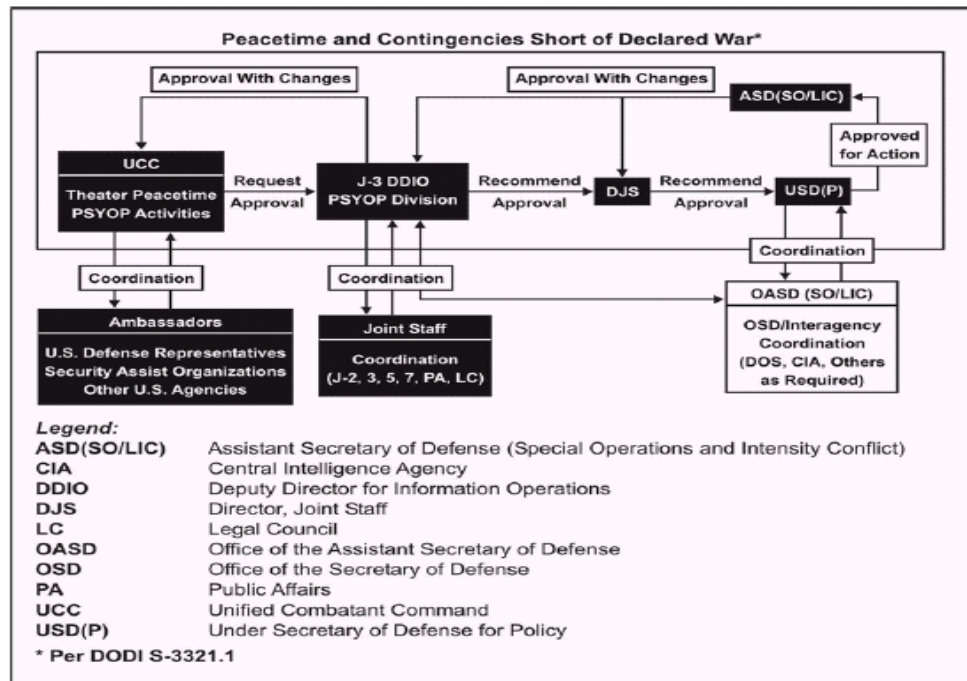 Peacetime and Contingencies Short of Declared War*
Approval With Changes
Approval With Changes
ASD(SO/LIC)
Approved
for Action
UCC
Theater Peacetime
PSYOP Activities
Request
Approval
J-3 DDIO
PSYOP Division
Recommend
Approval
DJS
Recommend
Approval
USD(P)
Coordination
Coordination
Coordination
Ambassadors
U.S. Defense Representatives
Security Assist Organizations
Other U.S. Agencies
Joint Staff
Coordination
(J-2, 3, 5, 7, PA, LC)
OASD (SO/LIC)
OSD/Interagency
Coordination
(DOS, CIA, Others
as Required)
Legend:
ASD(SO/LIC) Assistant Secretary of Defense (Special Operations and Intensity Conflict)
CIA Central Intelligence Agency
DDIO Deputy Director for Information Operations
DJS Director, Joint Staff
LC Legal Council
OASD Office of the Assistant Secretary of Defense
OSD Office of the Secretary of Defense
PA Public Affairs
UCC Unified Combatant Command
USD(P) Under Secretary of Defense for Policy
* Per DODI S-3321.1